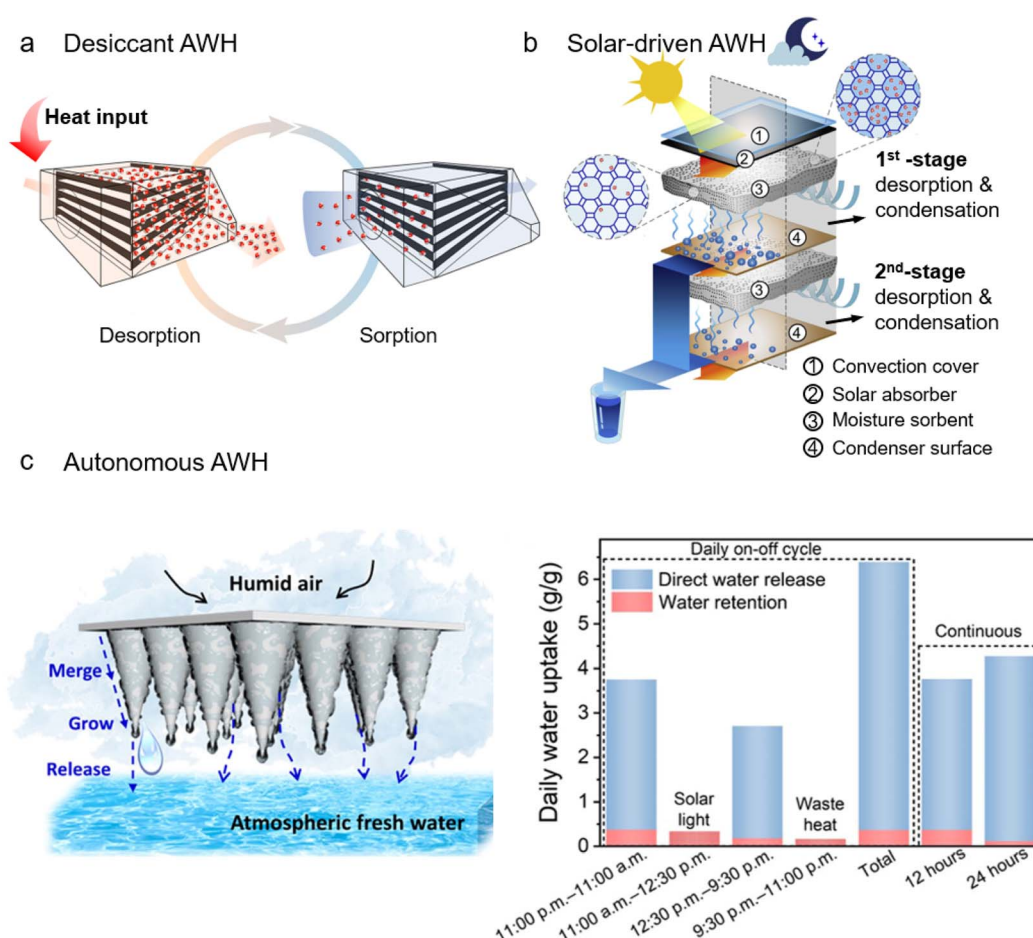 a Desiccant AWH
Heat input
Desorption
Sorption
b Solar-driven AWH
1
2
3
4
3
4
1st -stage
desorption &
condensation
2nd-stage
desorption &
condensation
1 Convection cover
2 Solar absorber
3 Moisture sorbent
4 Condenser surface
c Autonomous AWH
Humid air
Merge
Grow
Release
Atmospheric fresh water
Daily water uptake (g/g)
6
5
4
3
2
1
0
Daily on-off cycle
Direct water release
Water retention
Continuous
Solar
light
Waste
heat
11:00 p.m.–11:00 a.m.
11:00 a.m.–12:30 p.m.
12:30 p.m.–9:30 p.m.
9:30 p.m.–11:00 p.m.
Total
12 hours
24 hours